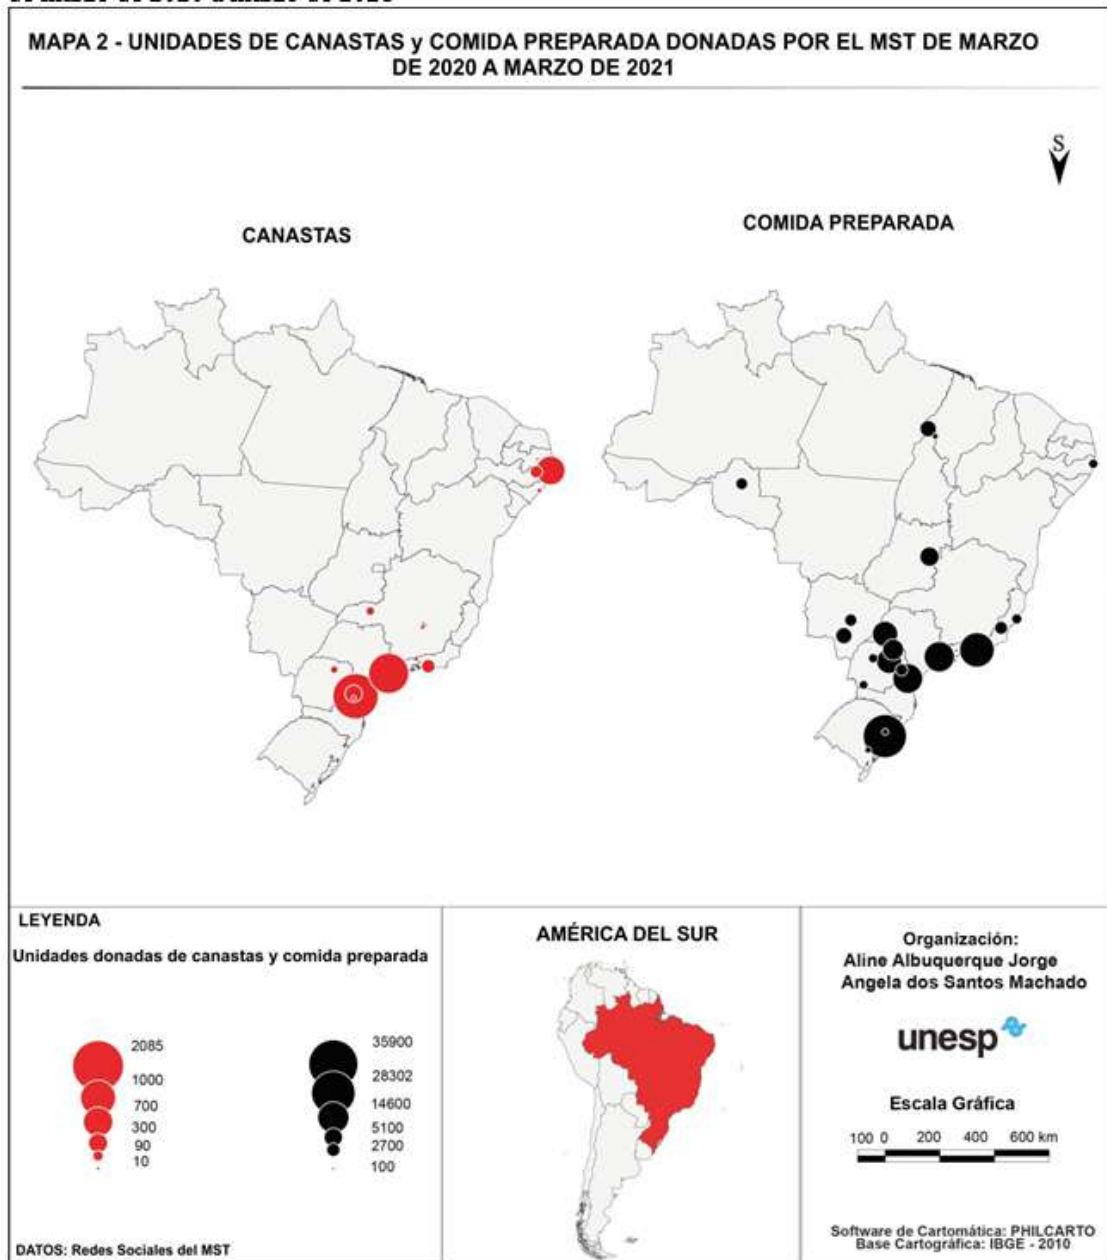 MAPA 2 - UNIDADES DE CANASTAS y COMIDA PREPARADA DONADAS POR EL MST DE MARZO
DE 2020 A MARZO DE 2021
S
CANASTAS
COMIDA PREPARADA
LEYENDA
Unidades donadas de canastas y comida preparada
2085
1000
700
300
90
10
35900
28302
14600
5100
2700
100
DATOS: Redes Sociales del MST
AMÉRICA DEL SUR
Organización:
Aline Albuquerque Jorge
Angela dos Santos Machado
unesp
Escala Gráfica
100 0 200 400 600 km
Software de Cartomática: PHILCARTO
Base Cartográfica: IBGE - 2010